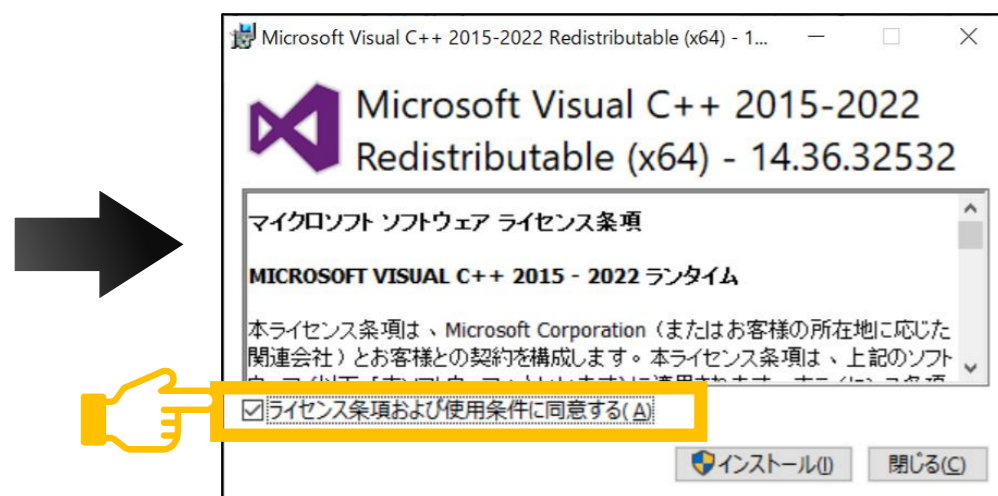 Microsoft Visual C++ 2015-2022 Redistributable (x64) - 1...
Microsoft Visual C++ 2015-2022
Redistributable (x64) - 14.36.32532
マイクロソフト ソフトウェア ライセンス条項
MICROSOFT VISUAL C++ 2015 - 2022 ランタイム
本ライセンス条項は、Microsoft Corporation（またはお客様の所在地に応じた
関連会社）とお客様との契約を構成します。本ライセンス条項は、上記のソフト
ライセンス条項および使用条件に同意する(A)
インストール(I)
閉じる(C)